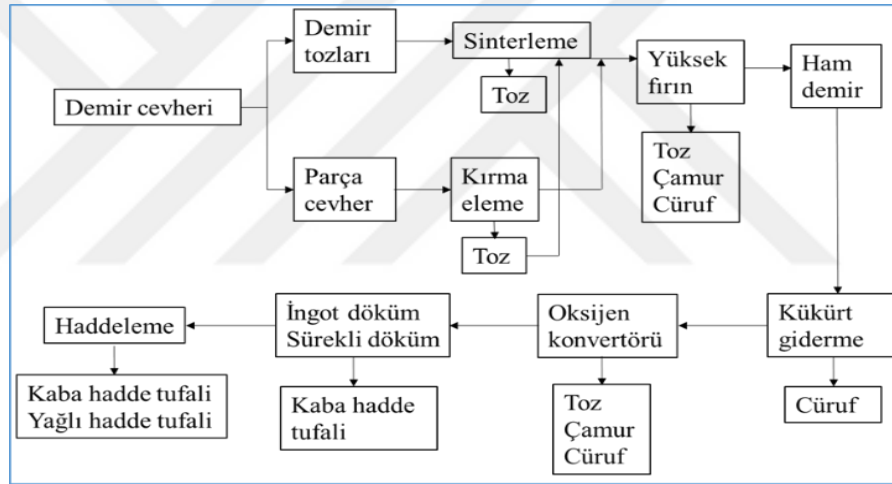 Demir
tozları
Sinterleme
Toz
Yüksek
fırın
Ham
demir
Demir cevheri
Toz
Çamur
Cüruf
Parça
cevher
Kırma
eleme
Toz
Haddeleme
İngot döküm
Sürekli döküm
Oksijen
konvertörü
Kükürt
giderme
Kaba hadde tufali
Yağlı hadde tufali
Kaba hadde
tufali
Toz
Çamur
Cüruf
Cüruf